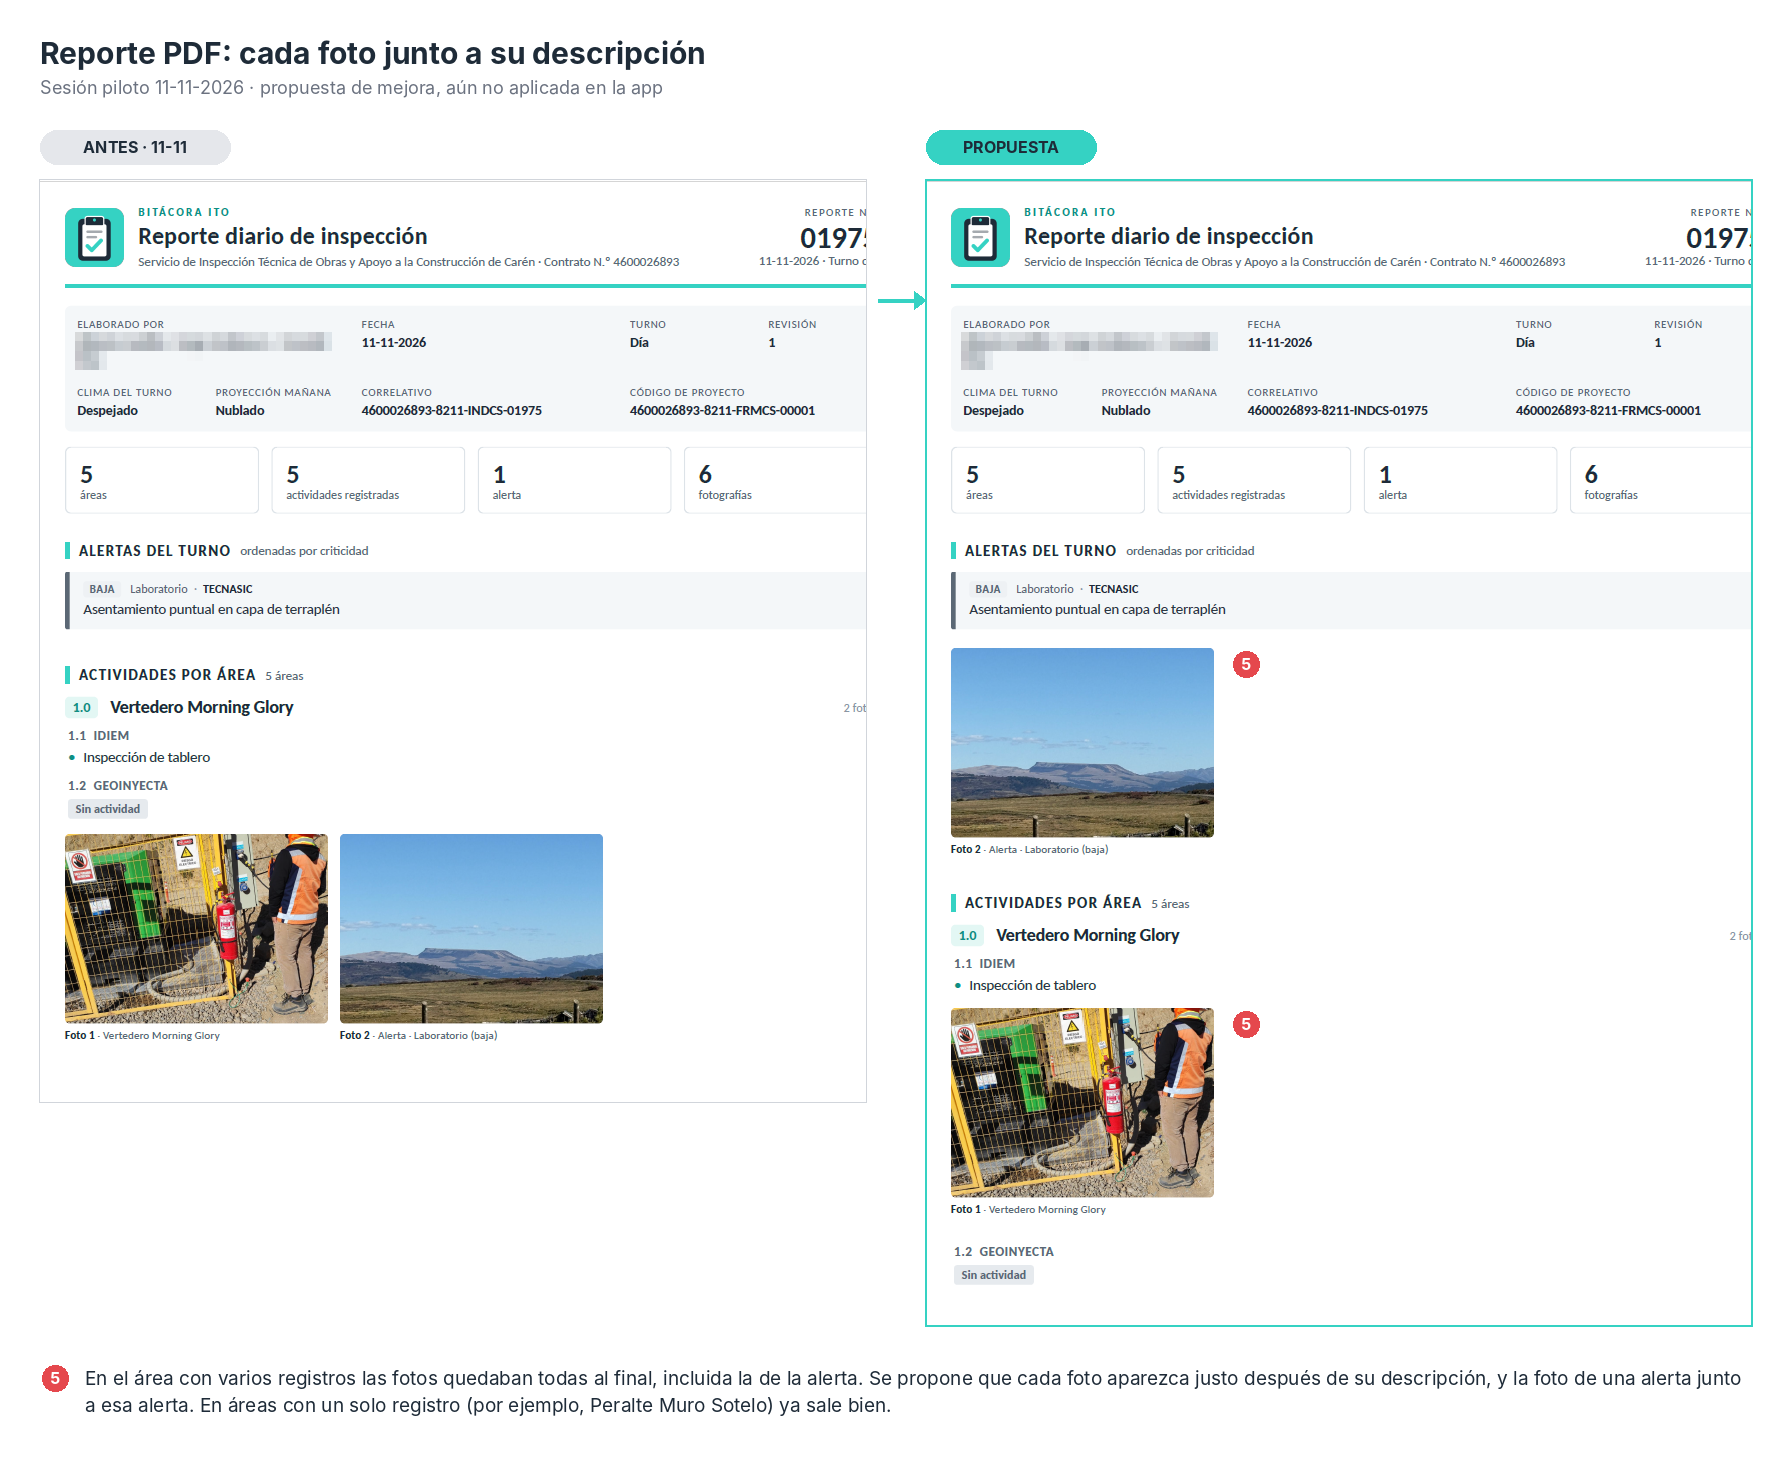 Reporte PDF: cada foto junto a su descripción
Sesión piloto 11-11-2026 · propuesta de mejora, aún no aplicada en la app
ANTES · 11-11
BITÁCORA ITO
Reporte diario de inspección
Servicio de Inspección Técnica de Obras y Apoyo a la Construcción de Carén · Contrato N.º 4600026893
REPORTE N
01975
11-11-2026 · Turno d
ELABORADO POR
FECHA
TURNO
REVISIÓN
11-11-2026
Día
1
CLIMA DEL TURNO
PROYECCIÓN MAÑANA
CORRELATIVO
CÓDIGO DE PROYECTO
Despejado
Nublado
4600026893-8211-INDCS-01975
4600026893-8211-FRMCS-00001
5
áreas
5
actividades registradas
1
alerta
6
fotografías
ALERTAS DEL TURNO ordenadas por criticidad
BAJA Laboratorio · TECNASIC
Asentamiento puntual en capa de terraplén
ACTIVIDADES POR ÁREA 5 áreas
1.0 Vertedero Morning Glory
2 fot
1.1 IDIEM
• Inspección de tablero
1.2 GEOINYECTA
Sin actividad
Foto 1 - Vertedero Morning Glory
Foto 2 - Alerta - Laboratorio (baja)
PROPUESTA
BITÁCORA ITO
Reporte diario de inspección
Servicio de Inspección Técnica de Obras y Apoyo a la Construcción de Carén · Contrato N.º 4600026893
REPORTE N
01975
11-11-2026 · Turno d
ELABORADO POR
FECHA
TURNO
REVISIÓN
11-11-2026
Día
1
CLIMA DEL TURNO
PROYECCIÓN MAÑANA
CORRELATIVO
CÓDIGO DE PROYECTO
Despejado
Nublado
4600026893-8211-INDCS-01975
4600026893-8211-FRMCS-00001
5
áreas
5
actividades registradas
1
alerta
6
fotografías
ALERTAS DEL TURNO ordenadas por criticidad
BAJA Laboratorio · TECNASIC
Asentamiento puntual en capa de terraplén
5
Foto 2 - Alerta - Laboratorio (baja)
ACTIVIDADES POR ÁREA 5 áreas
1.0 Vertedero Morning Glory
2 fot
1.1 IDIEM
• Inspección de tablero
5
Foto 1 - Vertedero Morning Glory
1.2 GEOINYECTA
Sin actividad
5 En el área con varios registros las fotos quedaban todas al final, incluida la de la alerta. Se propone que cada foto aparezca justo después de su descripción, y la foto de una alerta junto
a esa alerta. En áreas con un solo registro (por ejemplo, Peralte Muro Sotelo) ya sale bien.